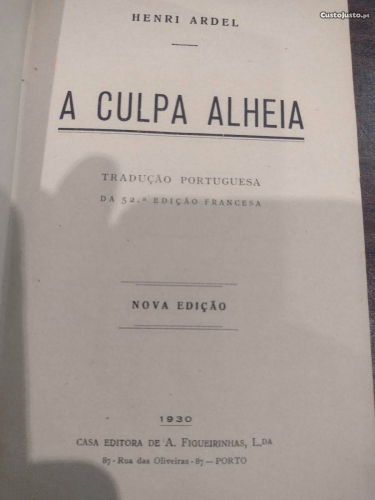 CustoJusto.pt
HENRI ARDEL
A CULPA ALHEIA
TRADUÇÃO PORTUGUESA
DA 52.ª EDIÇÃO FRANCESA
NOVA EDIÇÃO
1930
CASA EDITORA DE A. FIGUEIRINHAS, L.DA
87-Rua das Oliveiras-87 — PORTO